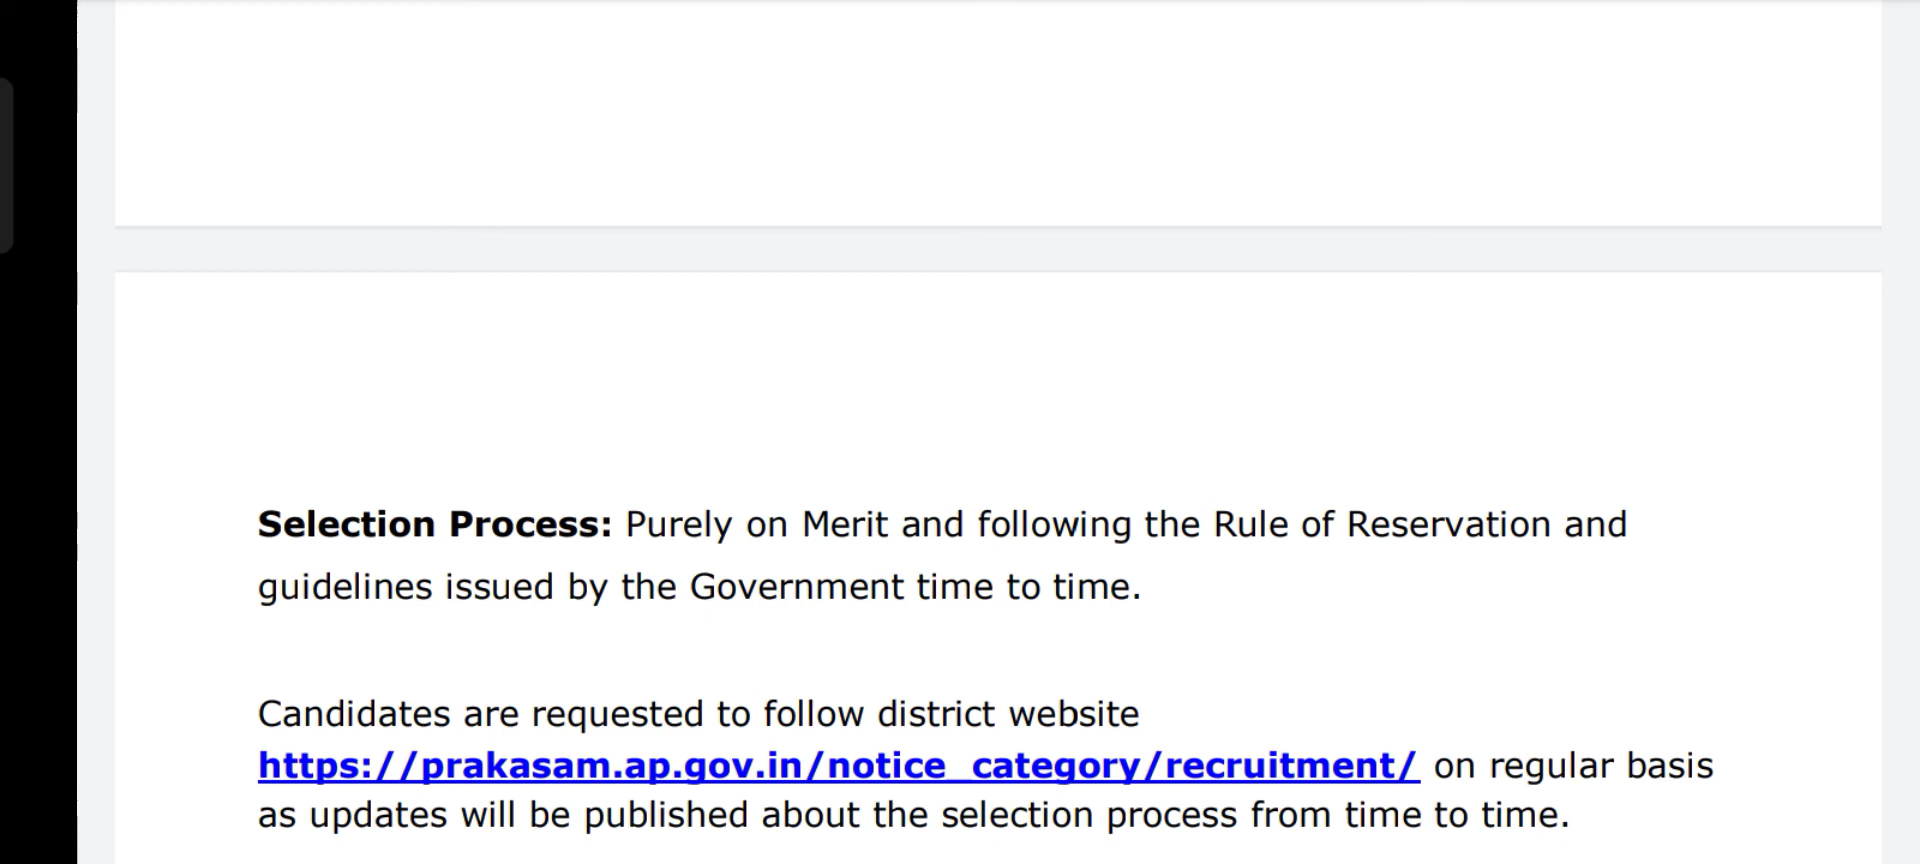 Selection Process: Purely on Merit and following the Rule of Reservation and
guidelines issued by the Government time to time.
Candidates are requested to follow district website
https://prakasam.ap.gov.in/notice_category/recruitment/ on regular basis
as updates will be published about the selection process from time to time.